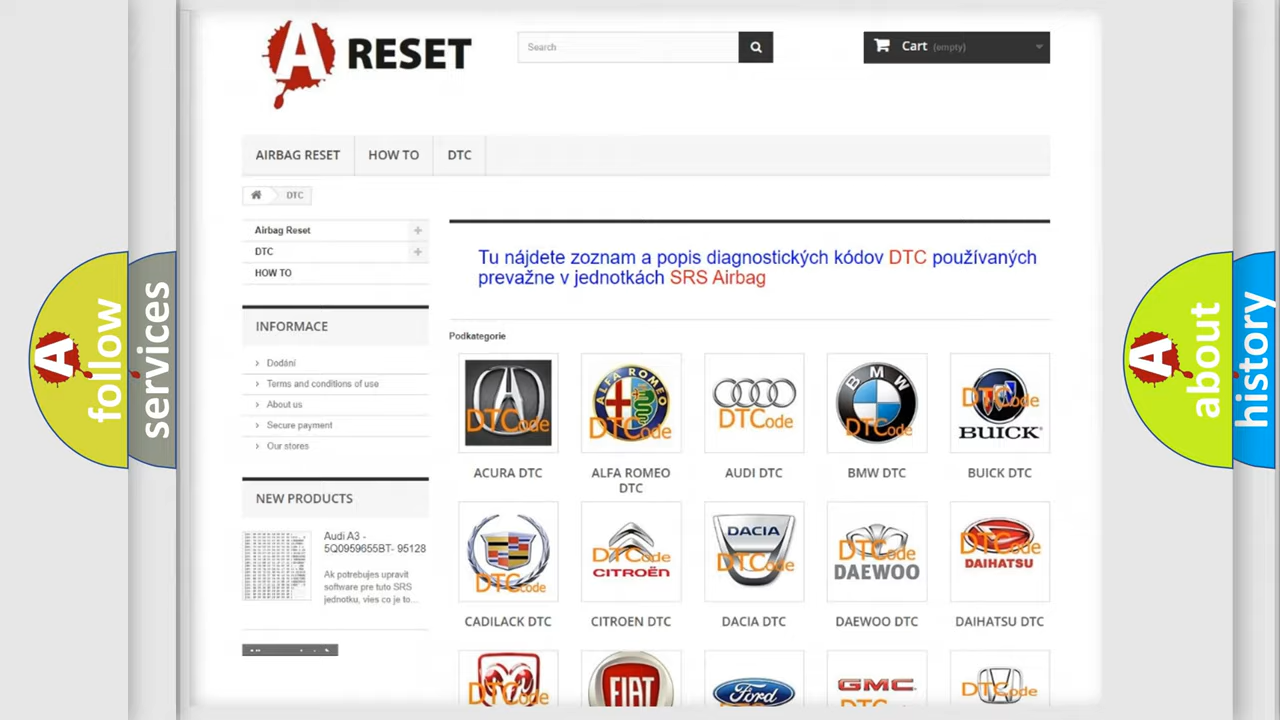 A RESET
Search
Cart (empty)
AIRBAG RESET
HOW TO
DTC
DTC
Airbag Reset
DTC
HOW TO
INFORMACE
Dodání
Terms and conditions of use
About us
Secure payment
Our stores
NEW PRODUCTS
Audi A3 -
5Q0959655BT- 95128
Ak potrebujes upravit
software pre tuto SRS
jednotku, vies co je to...
Tu nájdete zoznam a popis diagnostických kódov DTC používaných
prevažne v jednotkách SRS Airbag
Podkategorie
DTCode
ALFA ROMEO
DTCode
DTCode
BMW
DTCode
DTCode
BUICK
ACURA DTC
ALFA ROMEO
DTC
AUDI DTC
BMW DTC
BUICK DTC
DTCode
DTCode
CITROËN
DACIA
DTCode
DTCode
DAEWOO
DTCode
DAIHATSU
CADILACK DTC
CITROEN DTC
DACIA DTC
DAEWOO DTC
DAIHATSU DTC
DTCode
FIAT
Ford
GMC
DTCode
A follow
services
A about
history